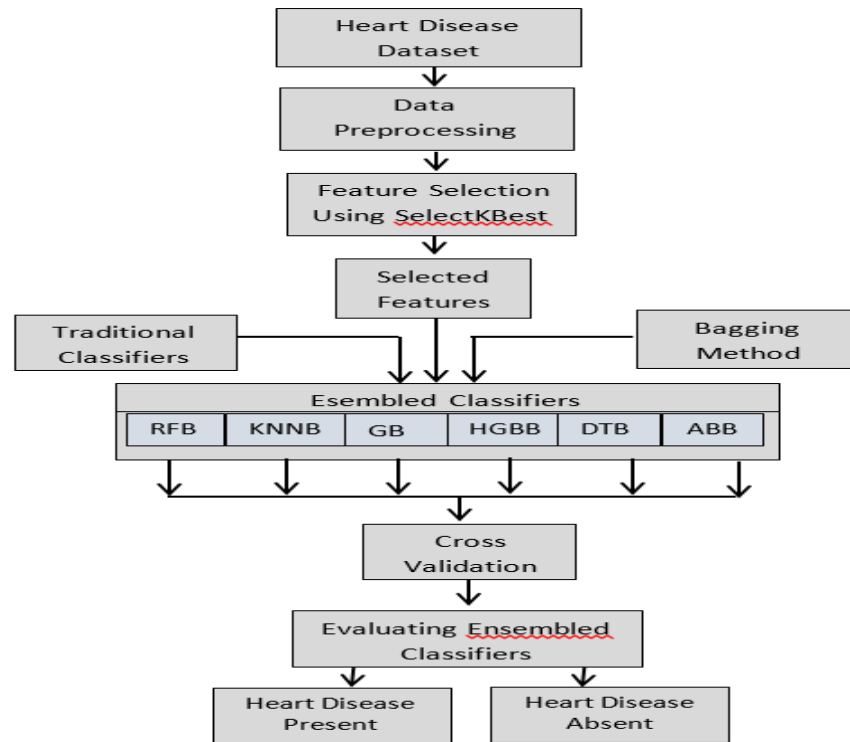 Heart Disease
Dataset
Data
Preprocessing
Feature Selection
Using SelectKBest
Selected
Features
Traditional
Classifiers
Bagging
Method
Esembled Classifiers
RFB KNNB GB HGBB DTB ABB
Cross
Validation
Evaluating Ensembled
Classifiers
Heart Disease
Present
Heart Disease
Absent